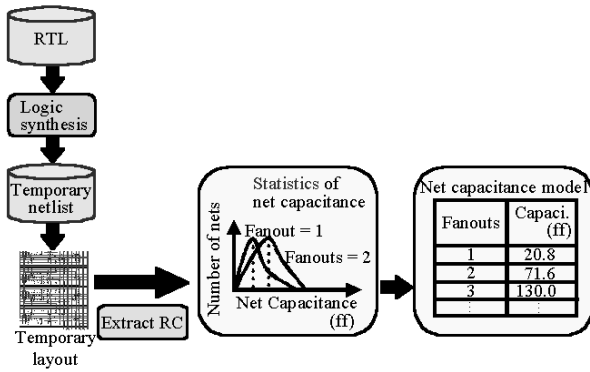 RTL
Logic
synthesis
Temporary
netlist
Temporary
layout
Extract RC
Statistics of
net capacitance
Fanout = 1
Fanouts = 2
Number of nets
Net Capacitance
(ff)
Net capacitance model
Fanouts Capaci.
(ff)
1 20.8
2 71.6
3 130.0